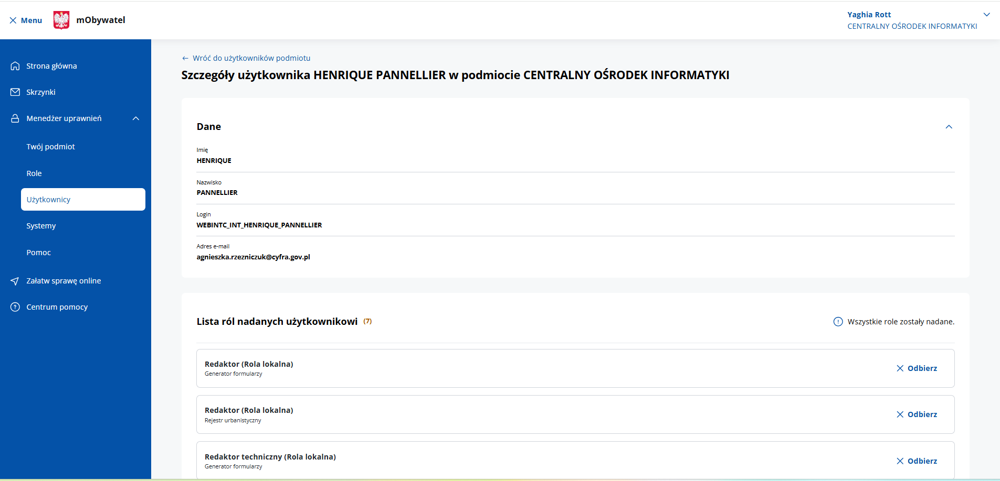 Menu
mObywatel
Yaghia Rott
CENTRALNY OŚRODEK INFORMATYKI
Strona główna
Skrzynki
Menedżer uprawnień
Twój podmiot
Role
Użytkownicy
Systemy
Pomoc
Załatw sprawę online
Centrum pomocy
Wróć do użytkowników podmiotu
Szczegóły użytkownika HENRIQUE PANNELLIER w podmiocie CENTRALNY OŚRODEK INFORMATYKI
Dane
Imię
HENRIQUE
Nazwisko
PANNELLIER
Login
WEBINTC_INT_HENRIQUE_PANNELLIER
Adres e-mail
agnieszka.rzezniczuk@cyfra.gov.pl
Lista ról nadanych użytkownikowi (7)
Wszystkie role zostały nadane.
Redaktor (Rola lokalna)
Generator formularzy
Odbierz
Redaktor (Rola lokalna)
Rejestr urbanistyczny
Odbierz
Redaktor techniczny (Rola lokalna)
Generator formularzy
Odbierz